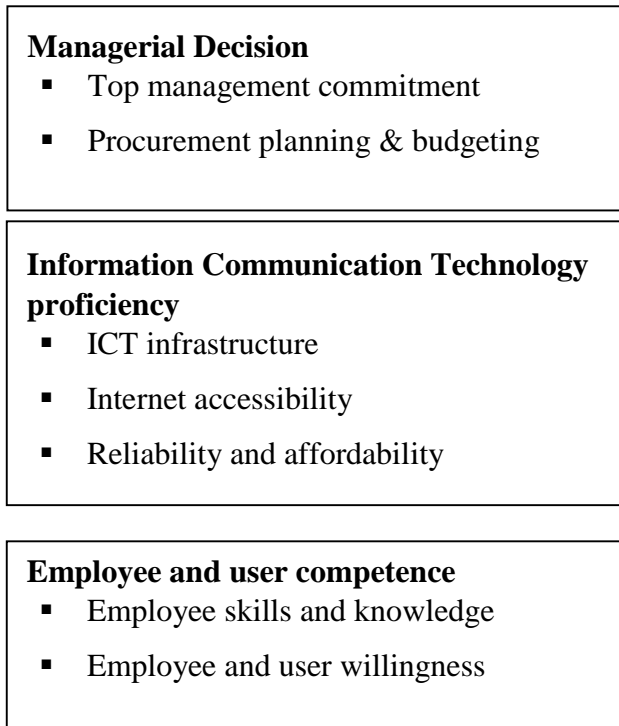 Managerial Decision
▪ Top management commitment
▪ Procurement planning & budgeting
Information Communication Technology
proficiency
▪ ICT infrastructure
▪ Internet accessibility
▪ Reliability and affordability
Employee and user competence
▪ Employee skills and knowledge
▪ Employee and user willingness